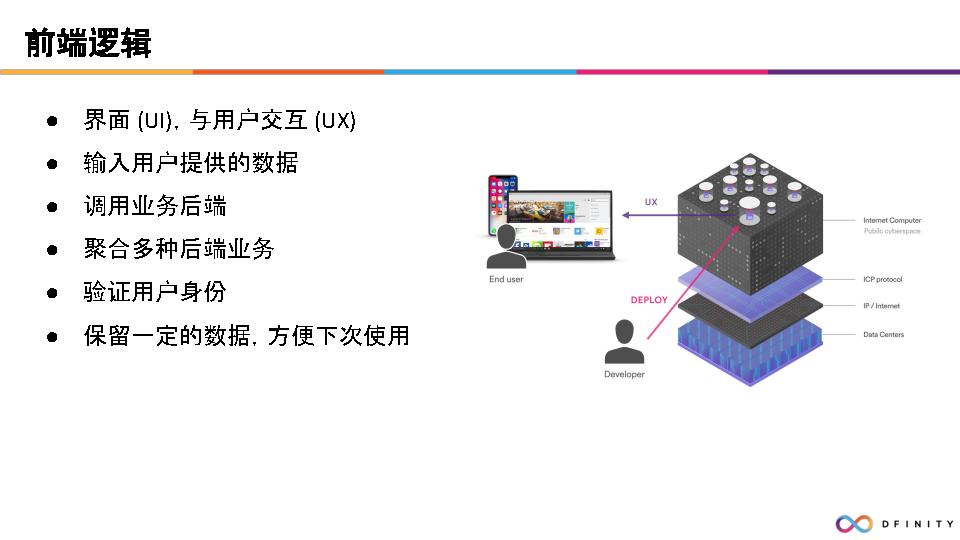 前端逻辑
● 界面 (UI)，与用户交互 (UX)
● 输入用户提供的数据
● 调用业务后端
● 聚合多种后端业务
● 验证用户身份
● 保留一定的数据，方便下次使用
UX
End user
DEPLOY
Developer
Internet Computer
Public cyberspace
ICP protocol
IP / Internet
Data Centers
DFINITY